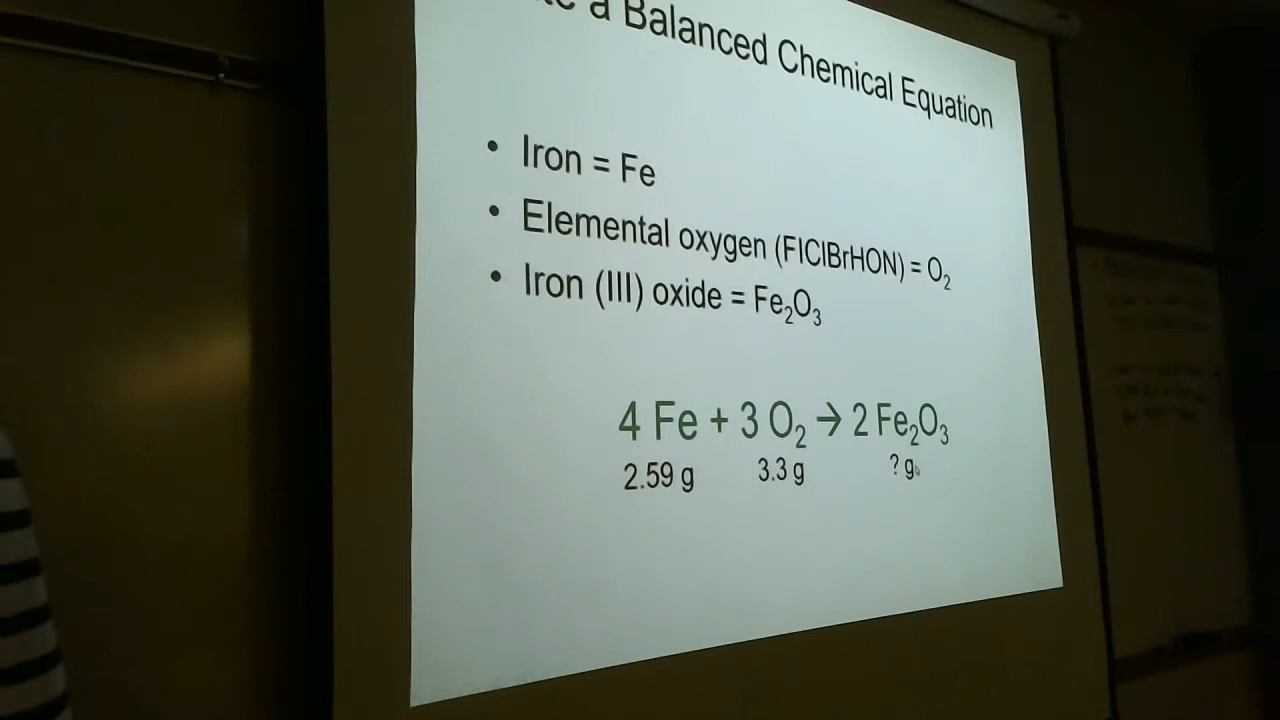 a Balanced Chemical Equation
• Iron = Fe
• Elemental oxygen (FIClBrHON) = O₂
• Iron (III) oxide = Fe₂O₃
4 Fe + 3 O₂ → 2 Fe₂O₃
2.59 g 3.3 g ? g